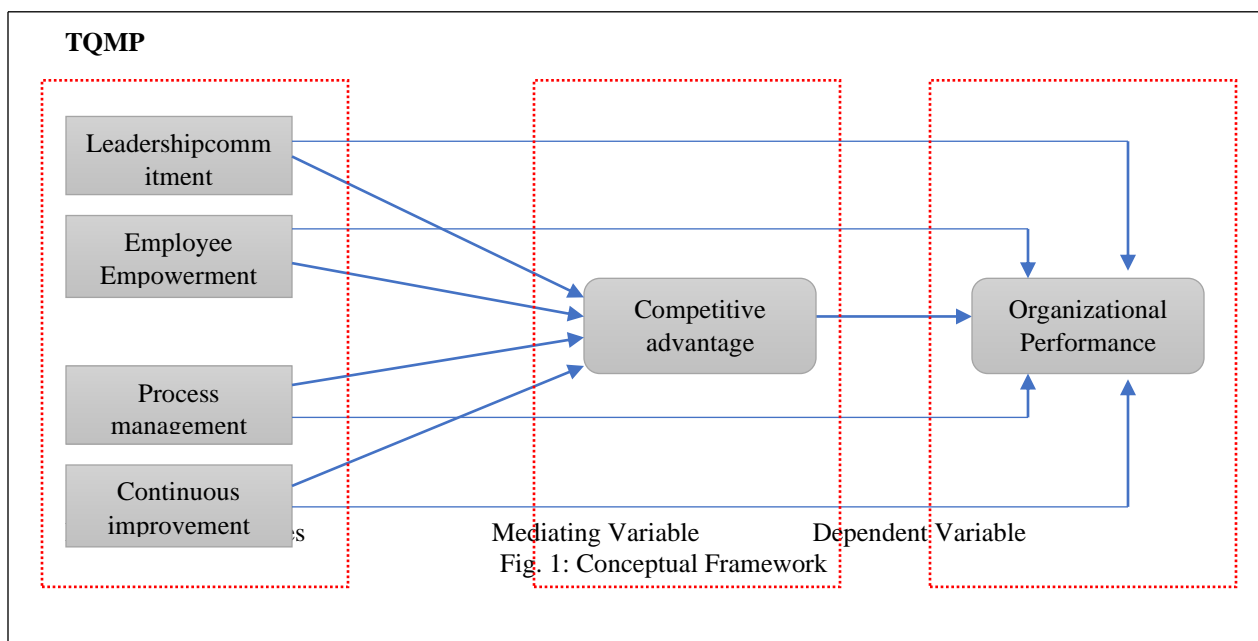 TQMP
Leadershipcomm
itment
Employee
Empowerment
Process
management
Continuous
improvement
Competitive
advantage
Organizational
Performance
Mediating Variable
Dependent Variable
Fig. 1: Conceptual Framework